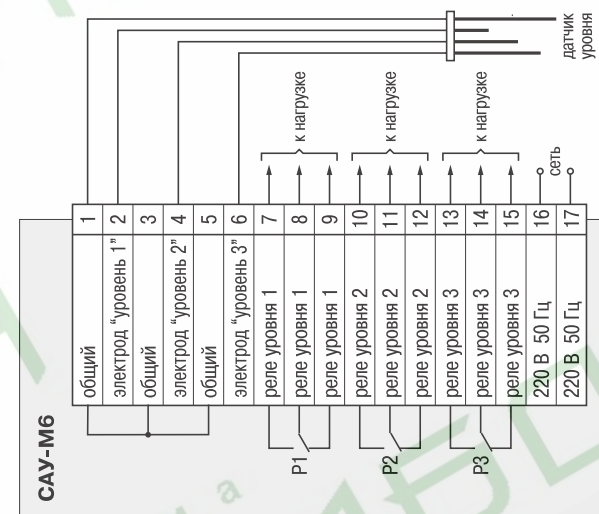 САУ-М6
общий 1
электрод “уровень 1” 2
общий 3
электрод “уровень 2” 4
общий 5
электрод “уровень 3” 6
реле уровня 1 7
реле уровня 1 8
реле уровня 1 9
реле уровня 2 10
реле уровня 2 11
реле уровня 2 12
реле уровня 3 13
реле уровня 3 14
реле уровня 3 15
220 В 50 Гц 16
220 В 50 Гц 17
Р1
Р2
Р3
к нагрузке
к нагрузке
к нагрузке
сеть
датчик
уровня